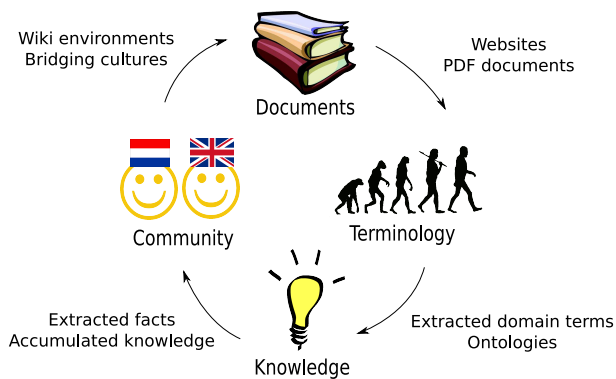 Wiki environments
Bridging cultures
Documents
Websites
PDF documents
Community
Terminology
Extracted facts
Accumulated knowledge
Knowledge
Extracted domain terms
Ontologies